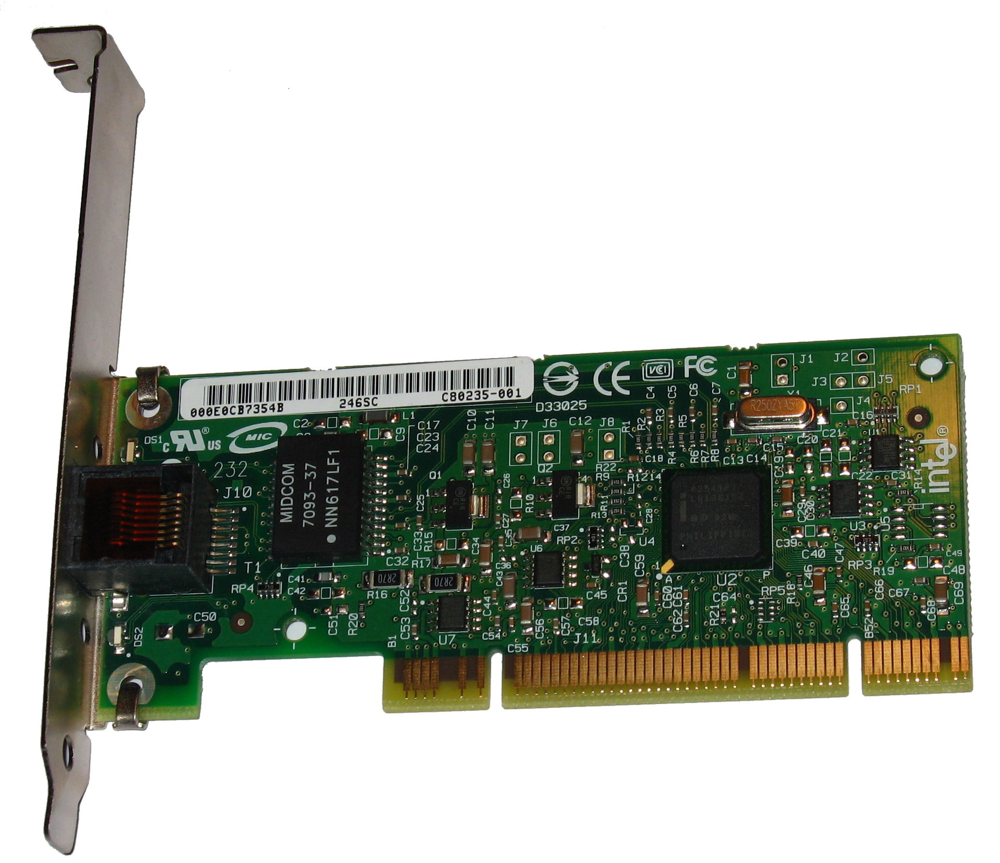 000E0CB7354B
246SC
C80235-001
D33025
CE
VCI
FC
C1
J1
J2
J3
J5
J4
RP1
C4
C5
C6
C7
R250ZYA5T
C16
U1
DS1
C RU ® US
MIC
C2
L1
C9
C17
C23
C24
C10
C11
J7
J6
C12
J8
R1
R2
R3
R5
C21
C20
C15
C14
C13
C18
R4
R6
R7
R8
C19
C22
C31
R14
intel®
232
J10
MIDCOM
7093-37
NN617LF1
Q1
Q2
R22
R9
R12
C25
C26
R10
R11
R13
C27
C28
C29
C30
U3
U5
PHILIPPINES
T1
C32
C33
R15
R17
C34
C35
C36
C37
RP2
U6
C38
U4
C39
C40
C47
RP3
R19
C49
C48
RP4
750
C41
C42
R16
2R70
2R70
C43
C44
C45
CR1
C59
1
A
U2
P
C46
C66
C67
C69
C68
C50
DS2
C51
R20
C52
C53
U7
C54
C55
C56
C57
C58
J11
C60
C61
C62
C64
R21
RP5
R18
C65
B1
B52